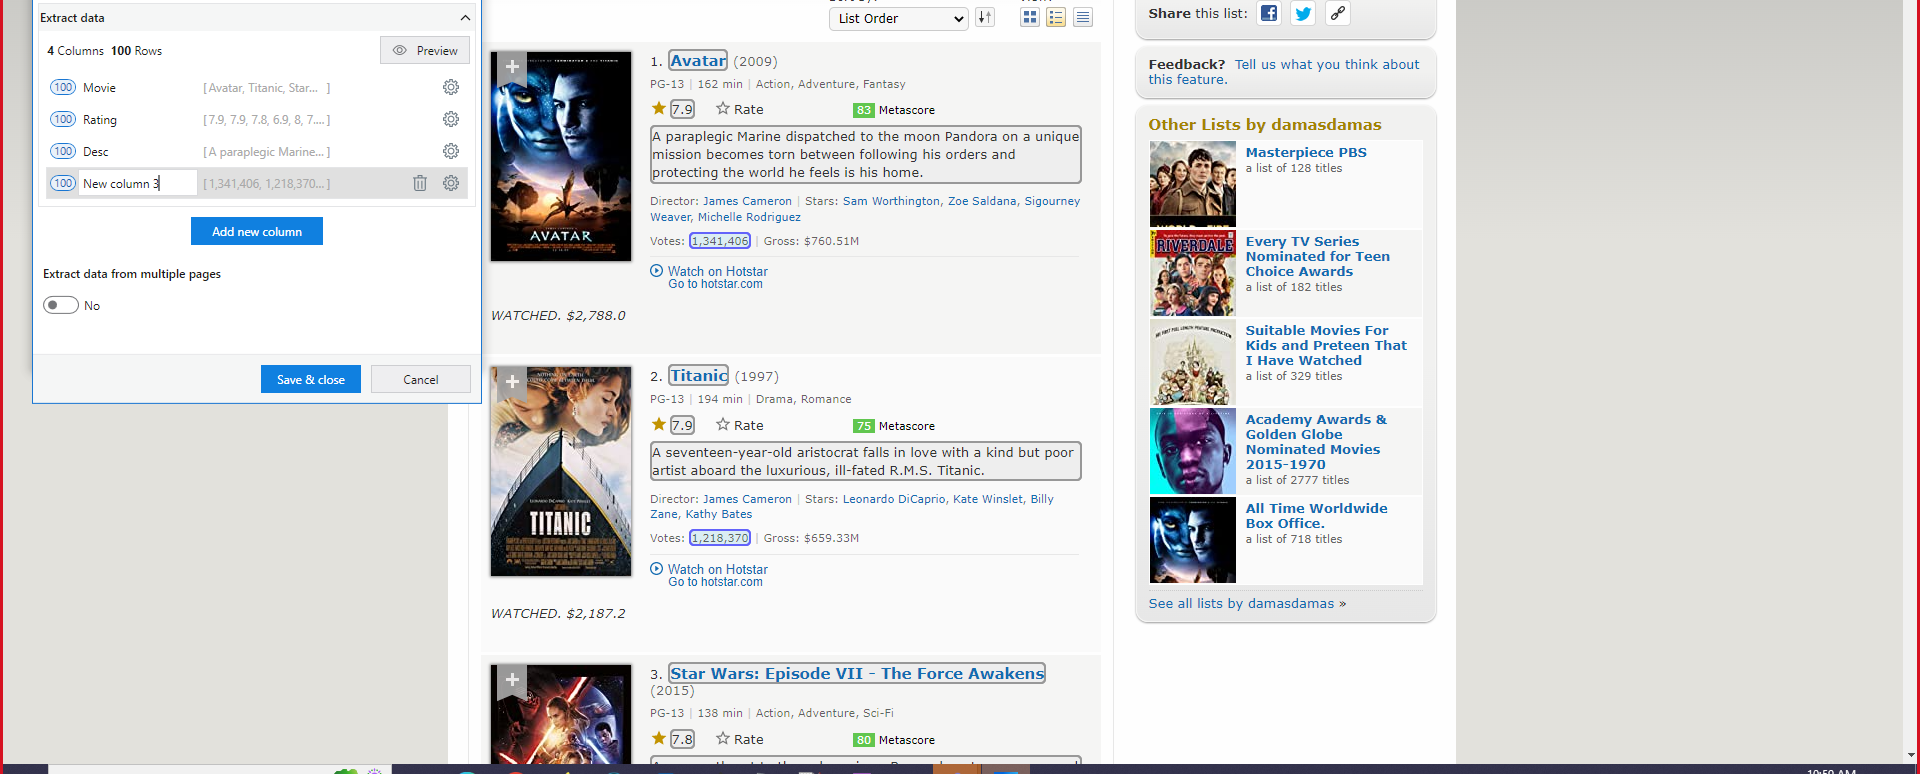 Extract data
4 Columns 100 Rows
Preview
100 Movie [ Avatar, Titanic, Star... ]
100 Rating [ 7.9, 7.9, 7.8, 6.9, 8, 7.... ]
100 Desc [ A paraplegic Marine... ]
100 New column 3 [ 1,341,406, 1,218,370... ]
Add new column
Extract data from multiple pages
No
Save & close Cancel
List Order
1. Avatar (2009)
PG-13 | 162 min | Action, Adventure, Fantasy
7.9 Rate 83 Metascore
A paraplegic Marine dispatched to the moon Pandora on a unique
mission becomes torn between following his orders and
protecting the world he feels is his home.
Director: James Cameron | Stars: Sam Worthington, Zoe Saldana, Sigourney
Weaver, Michelle Rodriguez
Votes: 1,341,406 | Gross: $760.51M
Watch on Hotstar
Go to hotstar.com
AVATAR
WATCHED. $2,788.0
2. Titanic (1997)
PG-13 | 194 min | Drama, Romance
7.9 Rate 75 Metascore
A seventeen-year-old aristocrat falls in love with a kind but poor
artist aboard the luxurious, ill-fated R.M.S. Titanic.
Director: James Cameron | Stars: Leonardo DiCaprio, Kate Winslet, Billy
Zane, Kathy Bates
Votes: 1,218,370 | Gross: $659.33M
Watch on Hotstar
Go to hotstar.com
LEONARDO DICAPRIO KATE WINSLET
TITANIC
WATCHED. $2,187.2
3. Star Wars: Episode VII - The Force Awakens
(2015)
PG-13 | 138 min | Action, Adventure, Sci-Fi
7.8 Rate 80 Metascore
Share this list:
Feedback? Tell us what you think about
this feature.
Other Lists by damasdamas
Masterpiece PBS
a list of 128 titles
RIVERDALE
Every TV Series
Nominated for Teen
Choice Awards
a list of 182 titles
Suitable Movies For
Kids and Preteen That
I Have Watched
a list of 329 titles
Academy Awards &
Golden Globe
Nominated Movies
2015-1970
a list of 2777 titles
All Time Worldwide
Box Office.
a list of 718 titles
See all lists by damasdamas »